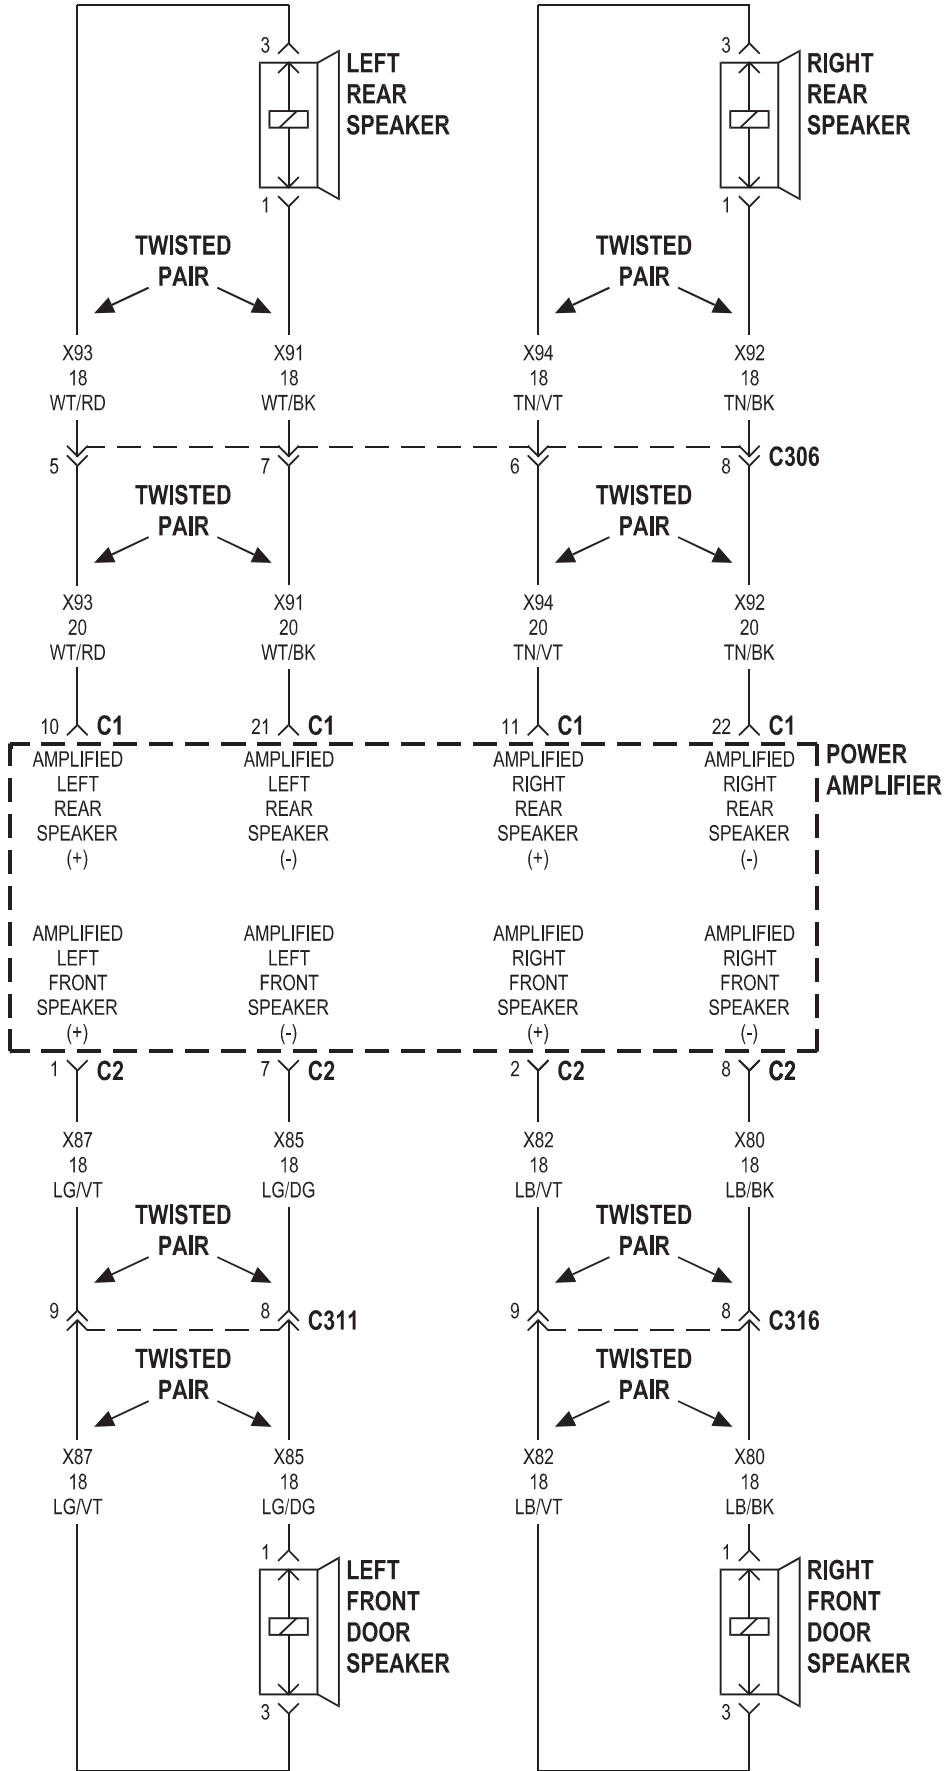 3
LEFT
REAR
SPEAKER
1
3
RIGHT
REAR
SPEAKER
1
TWISTED
PAIR
TWISTED
PAIR
X93
18
WT/RD
X91
18
WT/BK
X94
18
TN/VT
X92
18
TN/BK
5
7
6
8
C306
TWISTED
PAIR
TWISTED
PAIR
X93
20
WT/RD
X91
20
WT/BK
X94
20
TN/VT
X92
20
TN/BK
10 C1
21 C1
11 C1
22 C1
POWER
AMPLIFIER
AMPLIFIED
LEFT
REAR
SPEAKER
(+)
AMPLIFIED
LEFT
REAR
SPEAKER
(-)
AMPLIFIED
RIGHT
REAR
SPEAKER
(+)
AMPLIFIED
RIGHT
REAR
SPEAKER
(-)
AMPLIFIED
LEFT
FRONT
SPEAKER
(+)
AMPLIFIED
LEFT
FRONT
SPEAKER
(-)
AMPLIFIED
RIGHT
FRONT
SPEAKER
(+)
AMPLIFIED
RIGHT
FRONT
SPEAKER
(-)
1 C2
7 C2
2 C2
8 C2
X87
18
LG/VT
X85
18
LG/DG
X82
18
LB/VT
X80
18
LB/BK
TWISTED
PAIR
TWISTED
PAIR
9
8
C311
9
8
C316
TWISTED
PAIR
TWISTED
PAIR
X87
18
LG/VT
X85
18
LG/DG
X82
18
LB/VT
X80
18
LB/BK
1
LEFT
FRONT
DOOR
SPEAKER
3
1
RIGHT
FRONT
DOOR
SPEAKER
3